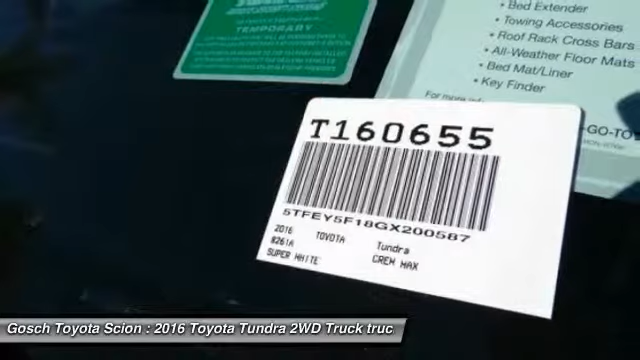 TEMPORARY
• Bed Extender
• Towing Accessories
• Roof Rack Cross Bars
• All-Weather Floor Mats
• Bed Mat/Liner
• Key Finder
For more
-GO-TO
T160655
5TFEY5F18GX200587
2016 TOYOTA Tundra
8261A CREW MAX
SUPER WHITE
Gosch Toyota Scion : 2016 Toyota Tundra 2WD Truck truc